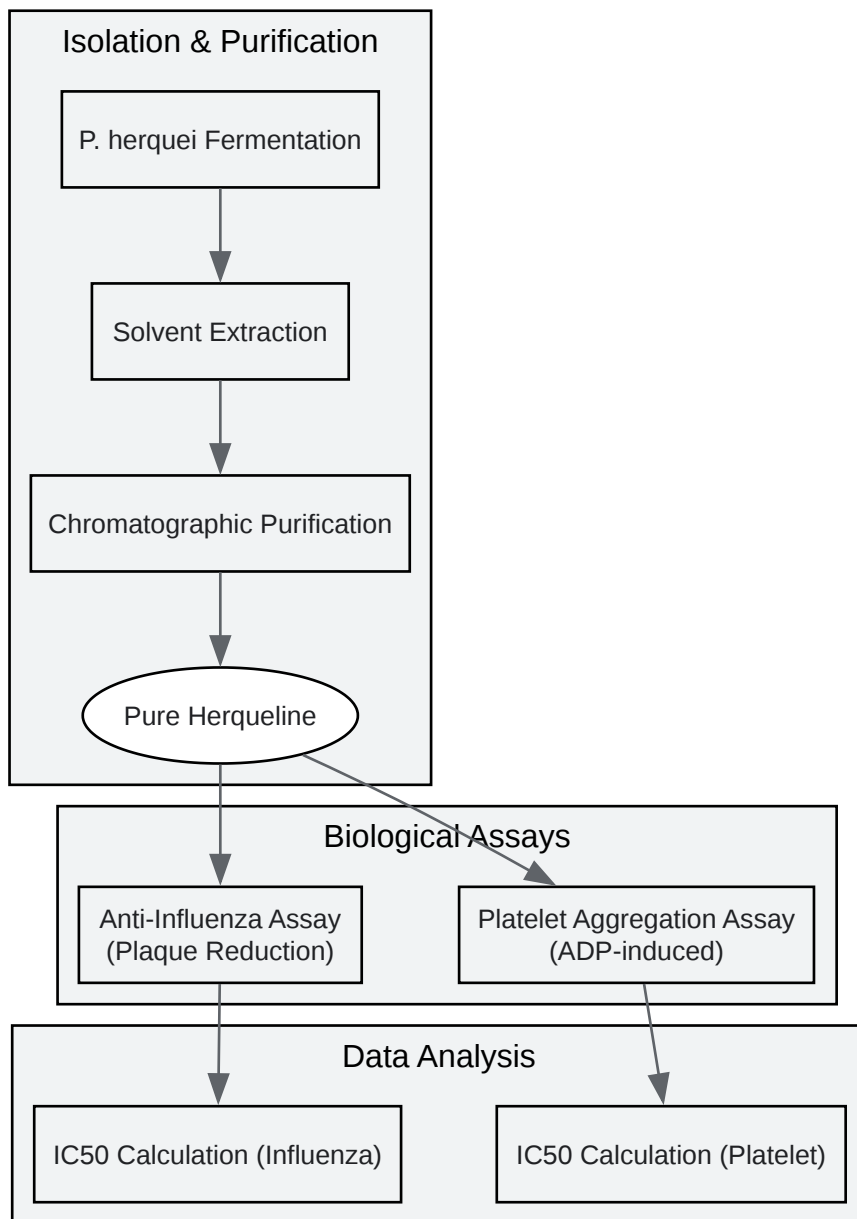 Isolation & Purification
P. herquei Fermentation
Solvent Extraction
Chromatographic Purification
Pure Herqueline
Biological Assays
Anti-Influenza Assay
(Plaque Reduction)
Platelet Aggregation Assay
(ADP-induced)
Data Analysis
IC50 Calculation (Influenza)
IC50 Calculation (Platelet)